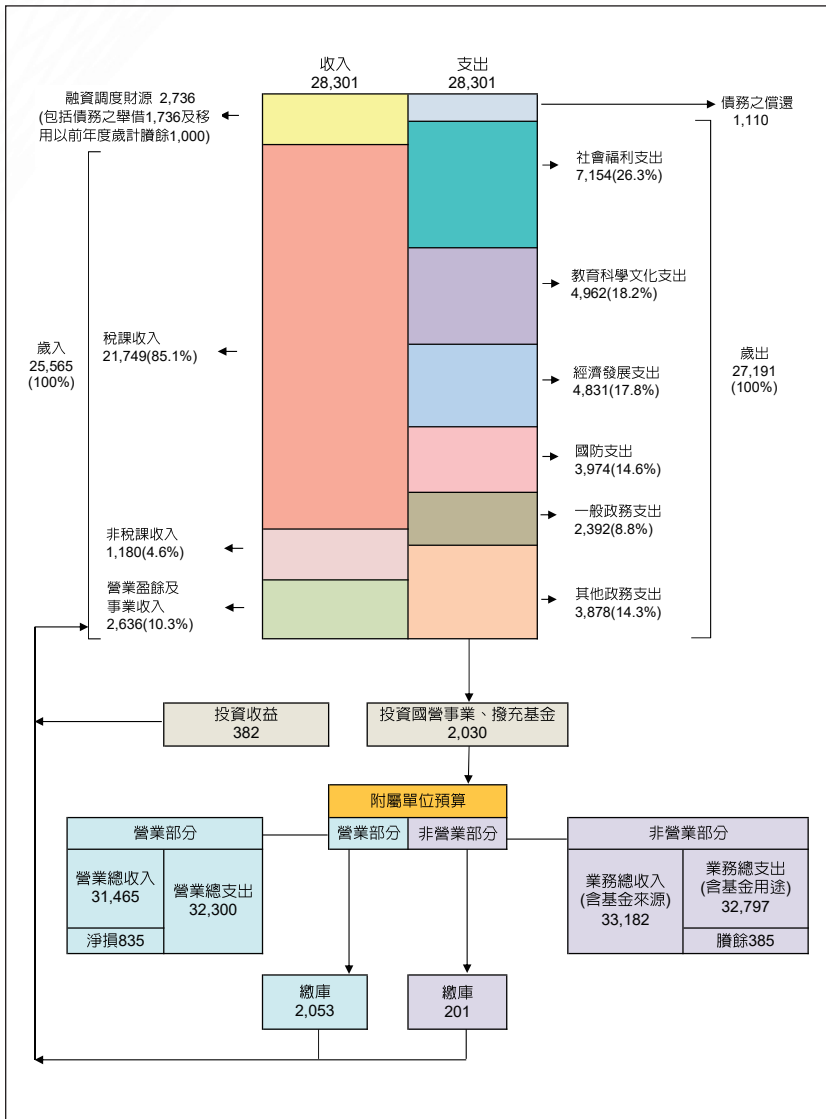 收入
28,301
支出
28,301
融資調度財源 2,736
(包括債務之舉借1,736及移
用以前年度歲計賸餘1,000)
債務之償還
1,110
社會福利支出
7,154(26.3%)
教育科學文化支出
4,962(18.2%)
歲入
25,565
(100%)
稅課收入
21,749(85.1%)
經濟發展支出
4,831(17.8%)
歲出
27,191
(100%)
國防支出
3,974(14.6%)
一般政務支出
2,392(8.8%)
非稅課收入
1,180(4.6%)
營業盈餘及
事業收入
2,636(10.3%)
其他政務支出
3,878(14.3%)
投資收益
382
投資國營事業、撥充基金
2,030
附屬單位預算
營業部分
非營業部分
營業部分
營業總收入
31,465
淨損835
營業總支出
32,300
非營業部分
業務總收入
(含基金來源)
33,182
業務總支出
(含基金用途)
32,797
賸餘385
繳庫
2,053
繳庫
201